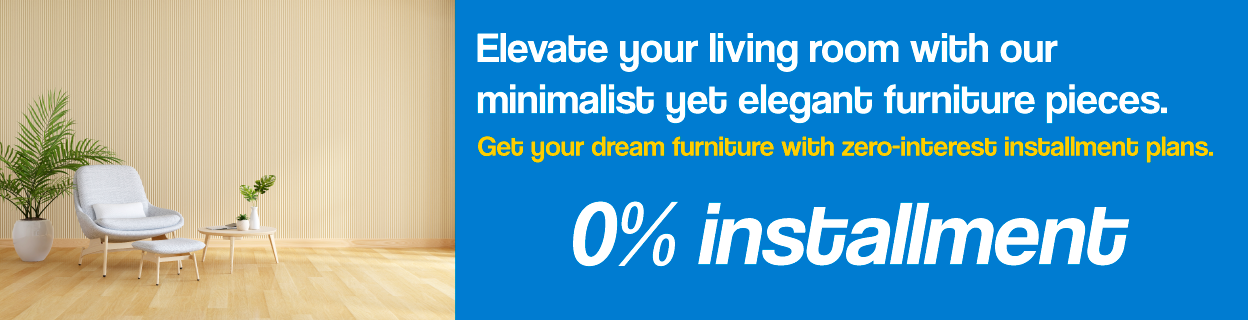 Elevate your living room with our
minimalist yet elegant furniture pieces.
Get your dream furniture with zero-interest installment plans.
0% installment